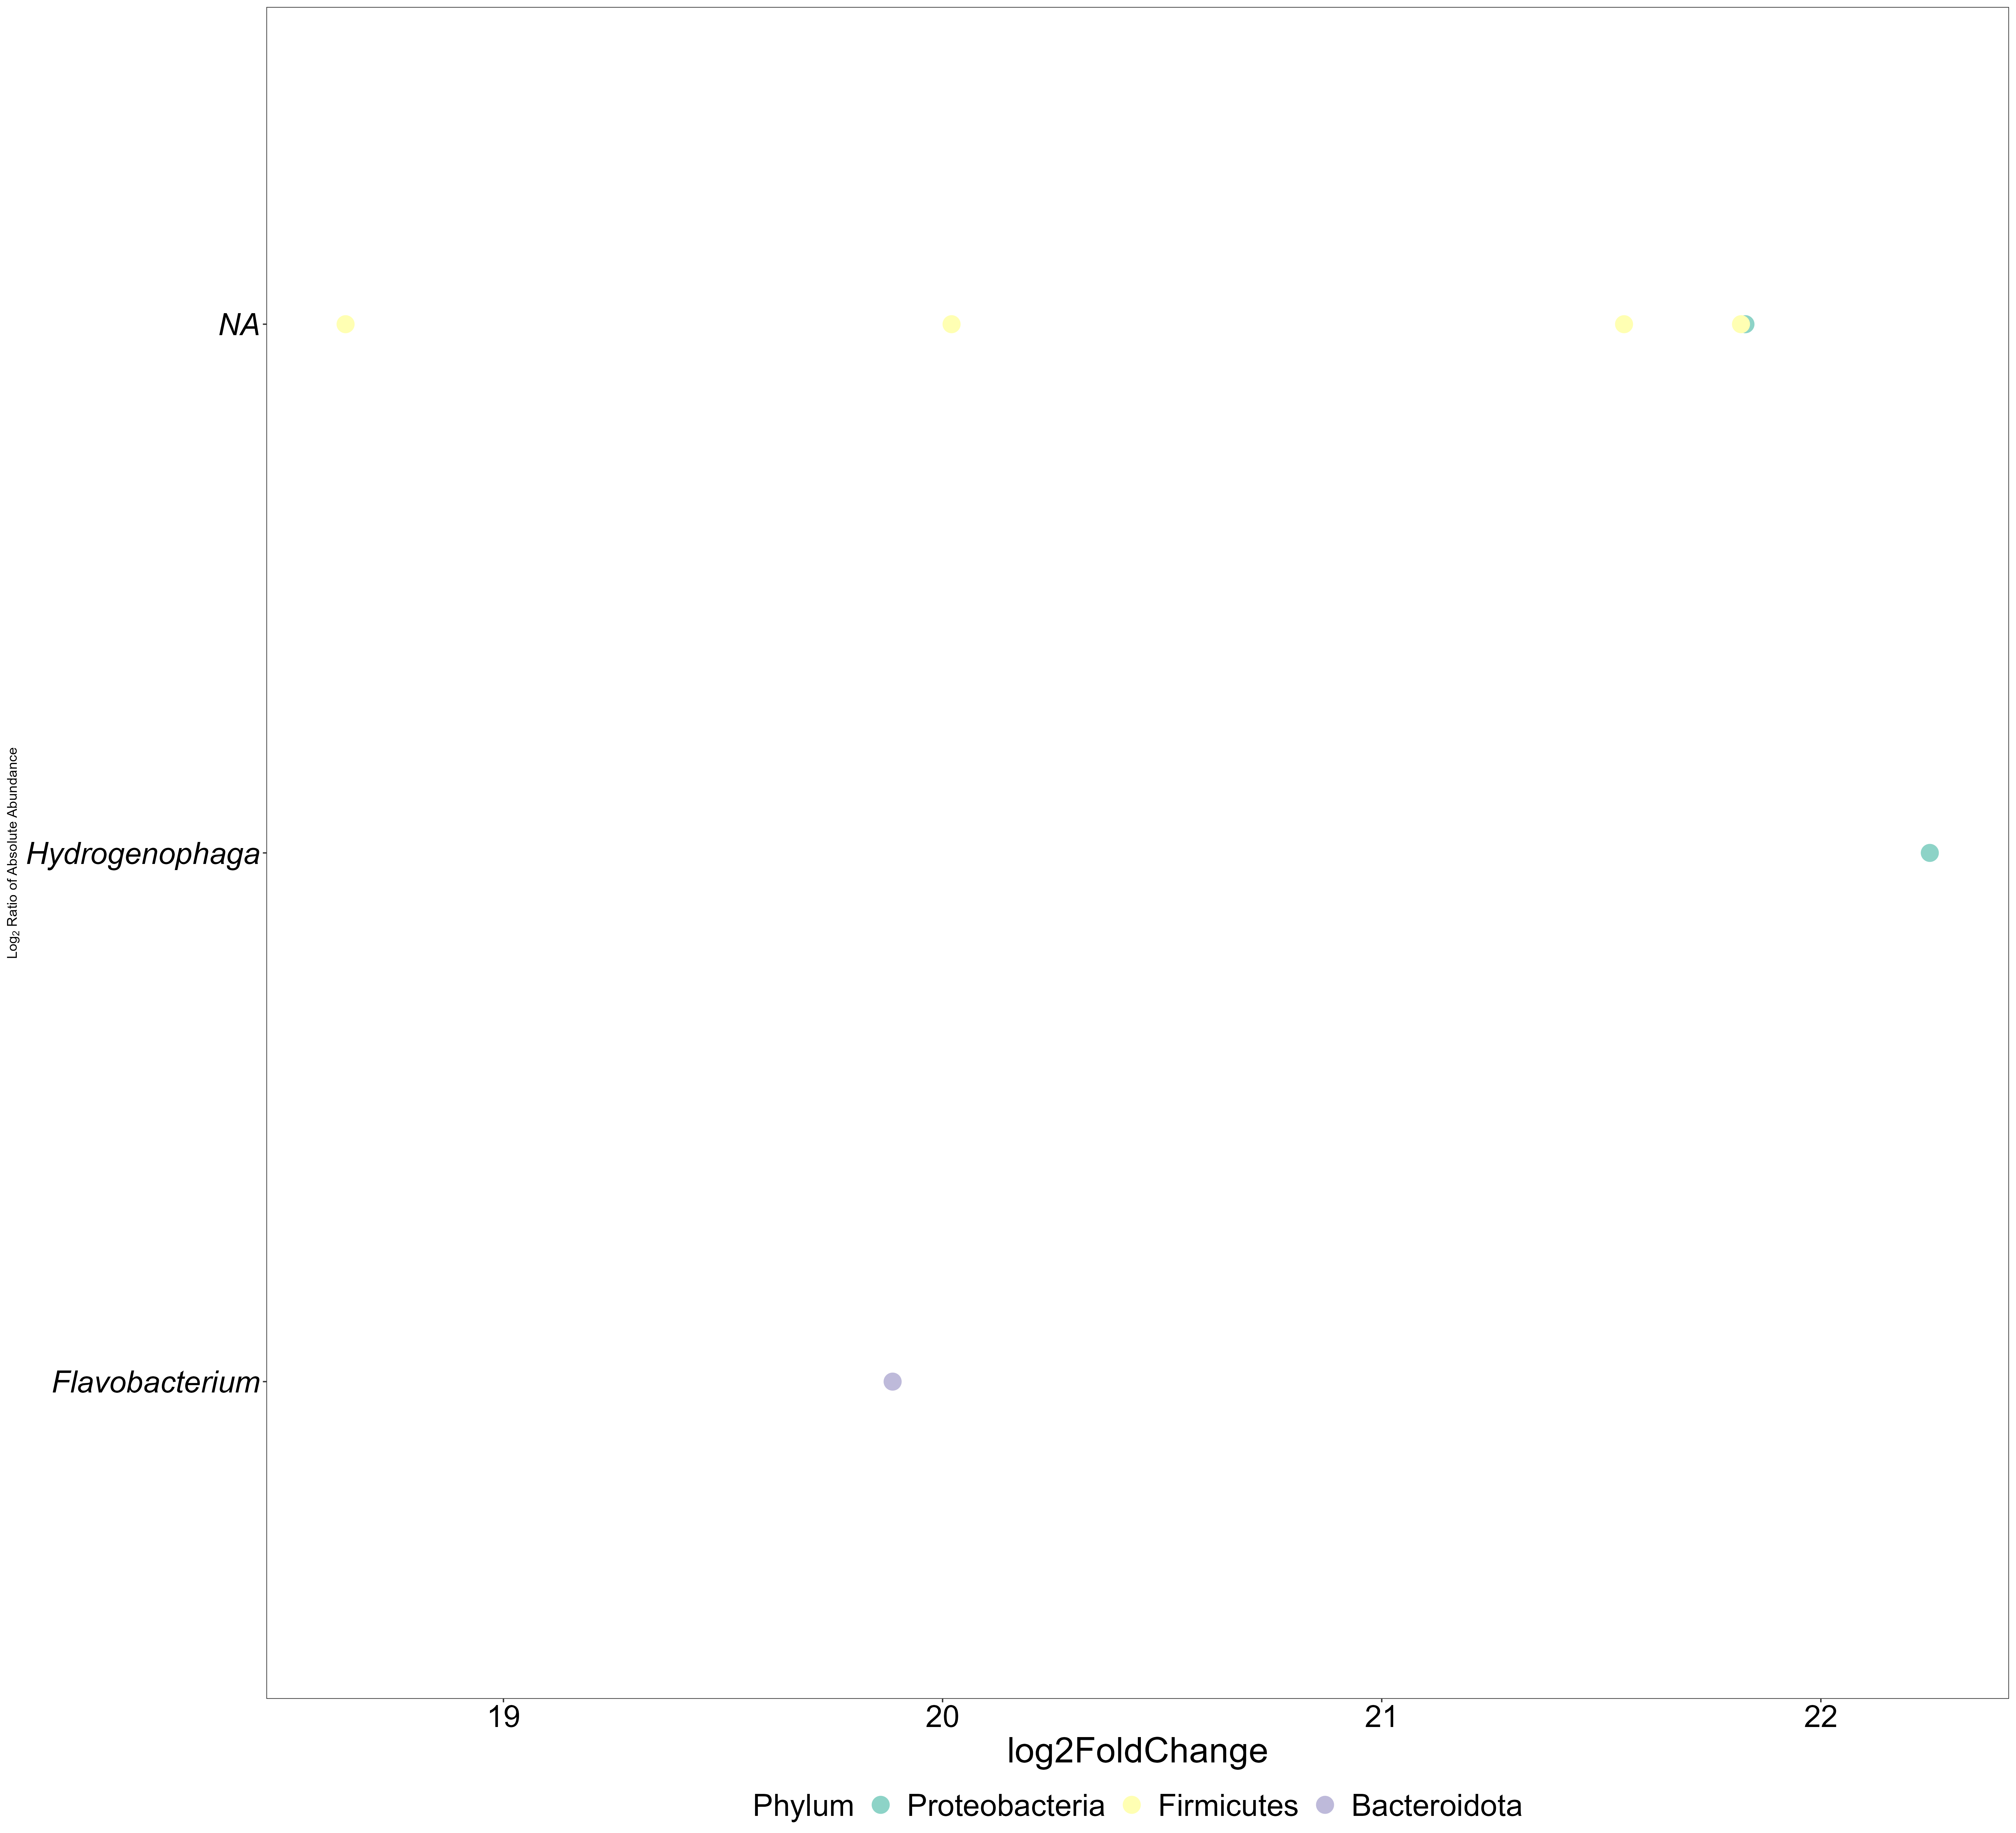 Log2 Ratio of Absolute Abundance
NA
Hydrogenophaga
Flavobacterium
19 20 21 22
log2FoldChange
Phylum Proteobacteria Firmicutes Bacteroidota